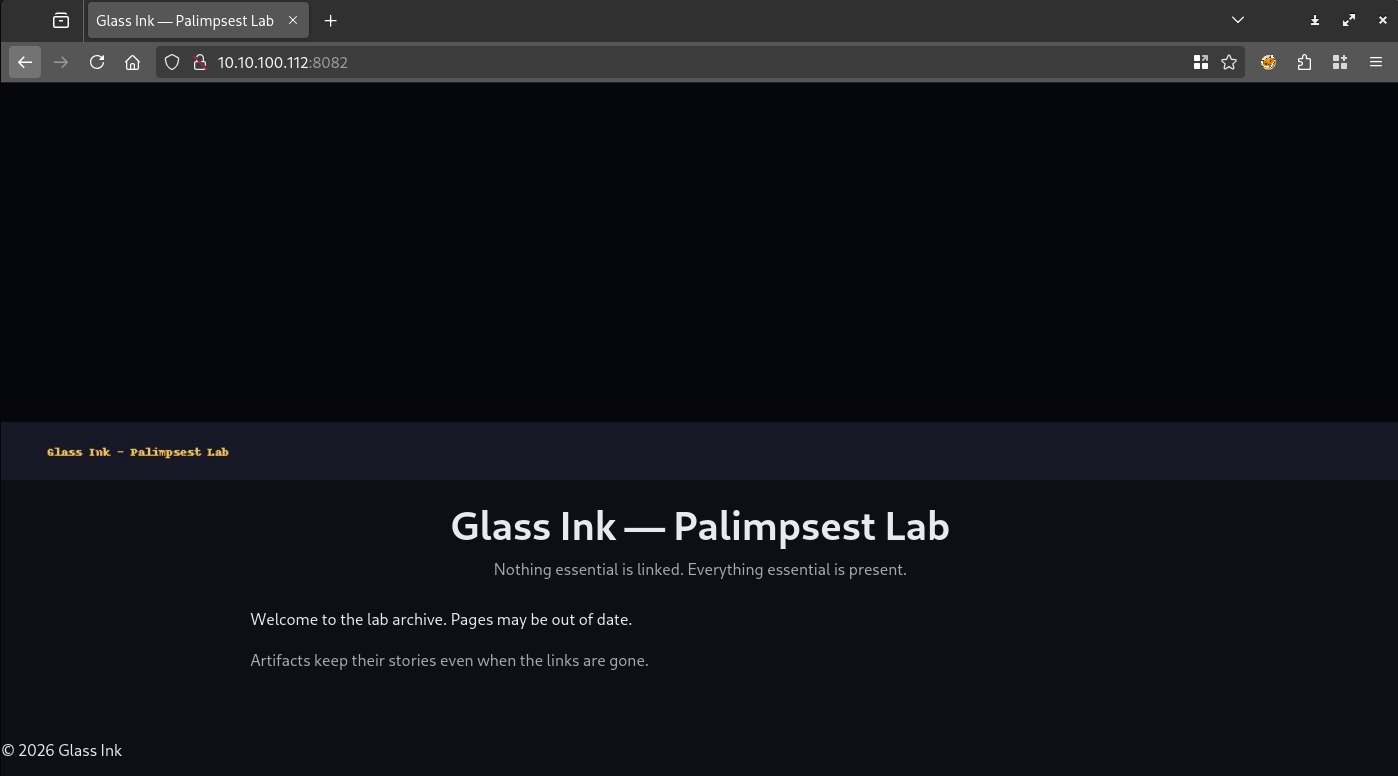 Glass Ink — Palimpsest Lab
10.10.100.112:8082
Glass Ink - Palimpsest Lab
Glass Ink — Palimpsest Lab
Nothing essential is linked. Everything essential is present.
Welcome to the lab archive. Pages may be out of date.
Artifacts keep their stories even when the links are gone.
© 2026 Glass Ink